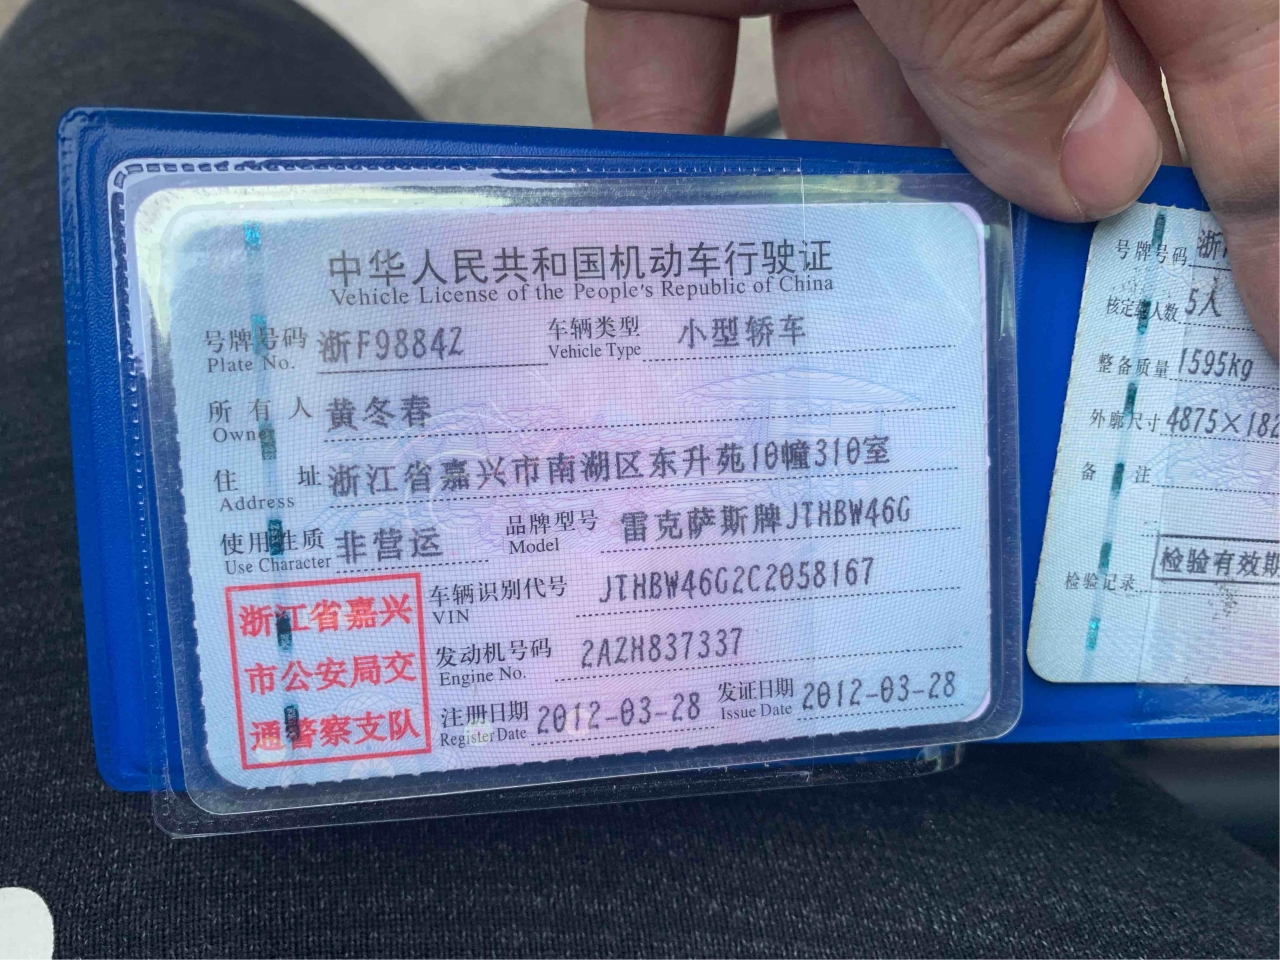 中华人民共和国机动车行驶证
Vehicle License of the People's Republic of China
号牌号码 浙F9884Z 车辆类型 小型轿车
Plate No. Vehicle Type
所有人 黄冬春
Owner
住址 浙江省嘉兴市南湖区东升苑10幢310室
Address
使用性质 非营运 品牌型号 雷克萨斯牌JTHBW46G
Use Character Model
车辆识别代号 JTHBW46G2C2058167
VIN
发动机号码 2AZH837337
Engine No.
注册日期 2012-03-28 发证日期 2012-03-28
Register Date Issue Date
浙江省嘉兴
市公安局交
通警察支队
号牌号码 浙
核定载人数 5人
整备质量 1595kg
外廓尺寸 4875×182
备注
检验有效期
检验记录